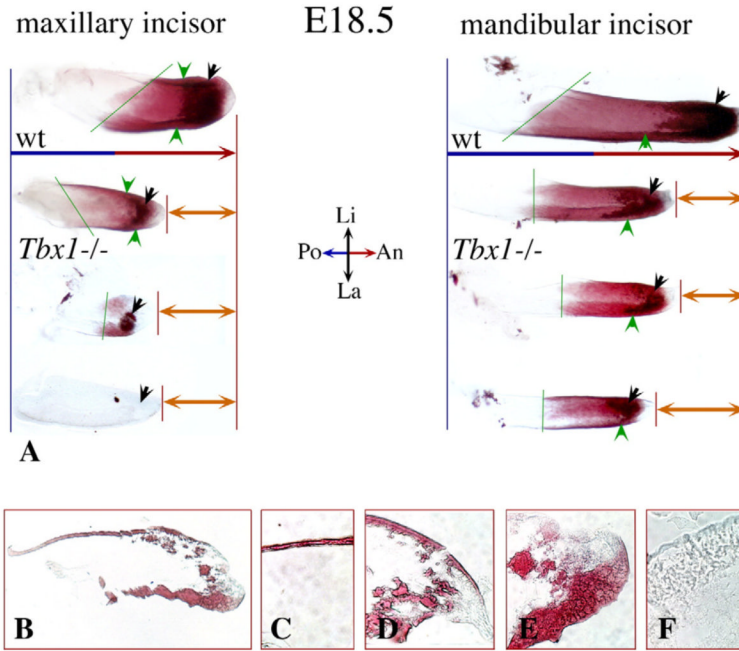 maxillary incisor
E18.5
mandibular incisor
wt
wt
Tbx1-/-
Li
Po
An
La
Tbx1-/-
A
B
C
D
E
F